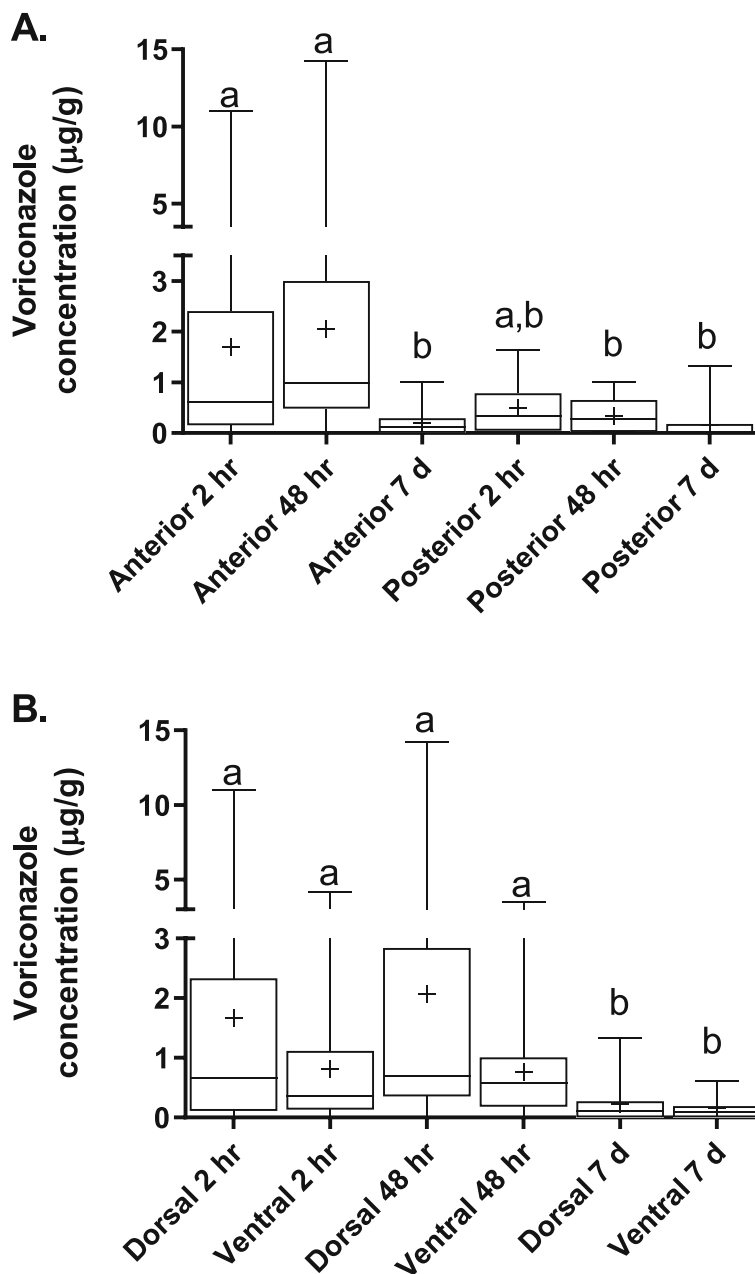 A.
Voriconazole
concentration (µg/g)
15
10
5
3
2
1
0
a
a
b
a,b
b
b
Anterior 2 hr
Anterior 48 hr
Anterior 7 d
Posterior 2 hr
Posterior 48 hr
Posterior 7 d
B.
Voriconazole
concentration (µg/g)
15
10
5
3
2
1
0
a
a
a
a
b
b
Dorsal 2 hr
Ventral 2 hr
Dorsal 48 hr
Ventral 48 hr
Dorsal 7 d
Ventral 7 d